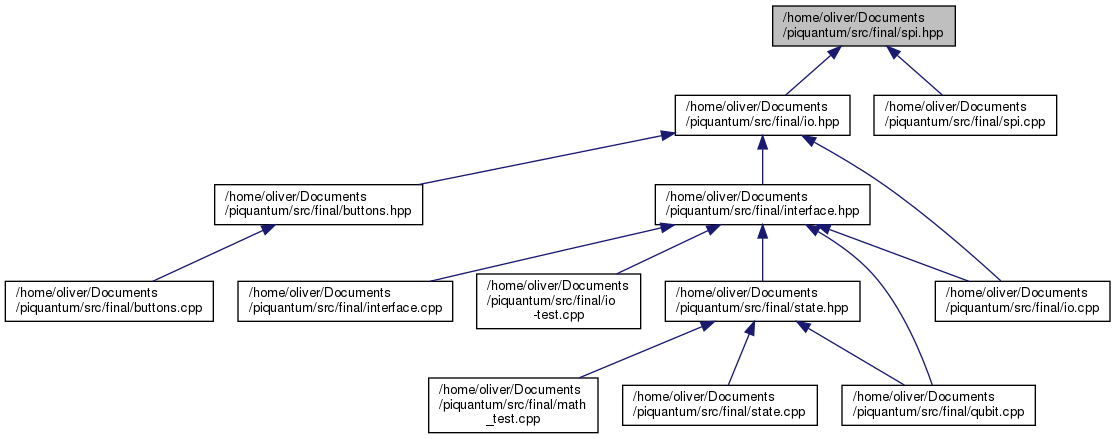 /home/oliver/Documents
/piquantum/src/final/spi.hpp
/home/oliver/Documents
/piquantum/src/final/io.hpp
/home/oliver/Documents
/piquantum/src/final/spi.cpp
/home/oliver/Documents
/piquantum/src/final/buttons.hpp
/home/oliver/Documents
/piquantum/src/final/interface.hpp
/home/oliver/Documents
/piquantum/src/final/buttons.cpp
/home/oliver/Documents
/piquantum/src/final/interface.cpp
/home/oliver/Documents
/piquantum/src/final/io
-test.cpp
/home/oliver/Documents
/piquantum/src/final/state.hpp
/home/oliver/Documents
/piquantum/src/final/io.cpp
/home/oliver/Documents
/piquantum/src/final/math
_test.cpp
/home/oliver/Documents
/piquantum/src/final/state.cpp
/home/oliver/Documents
/piquantum/src/final/qubit.cpp